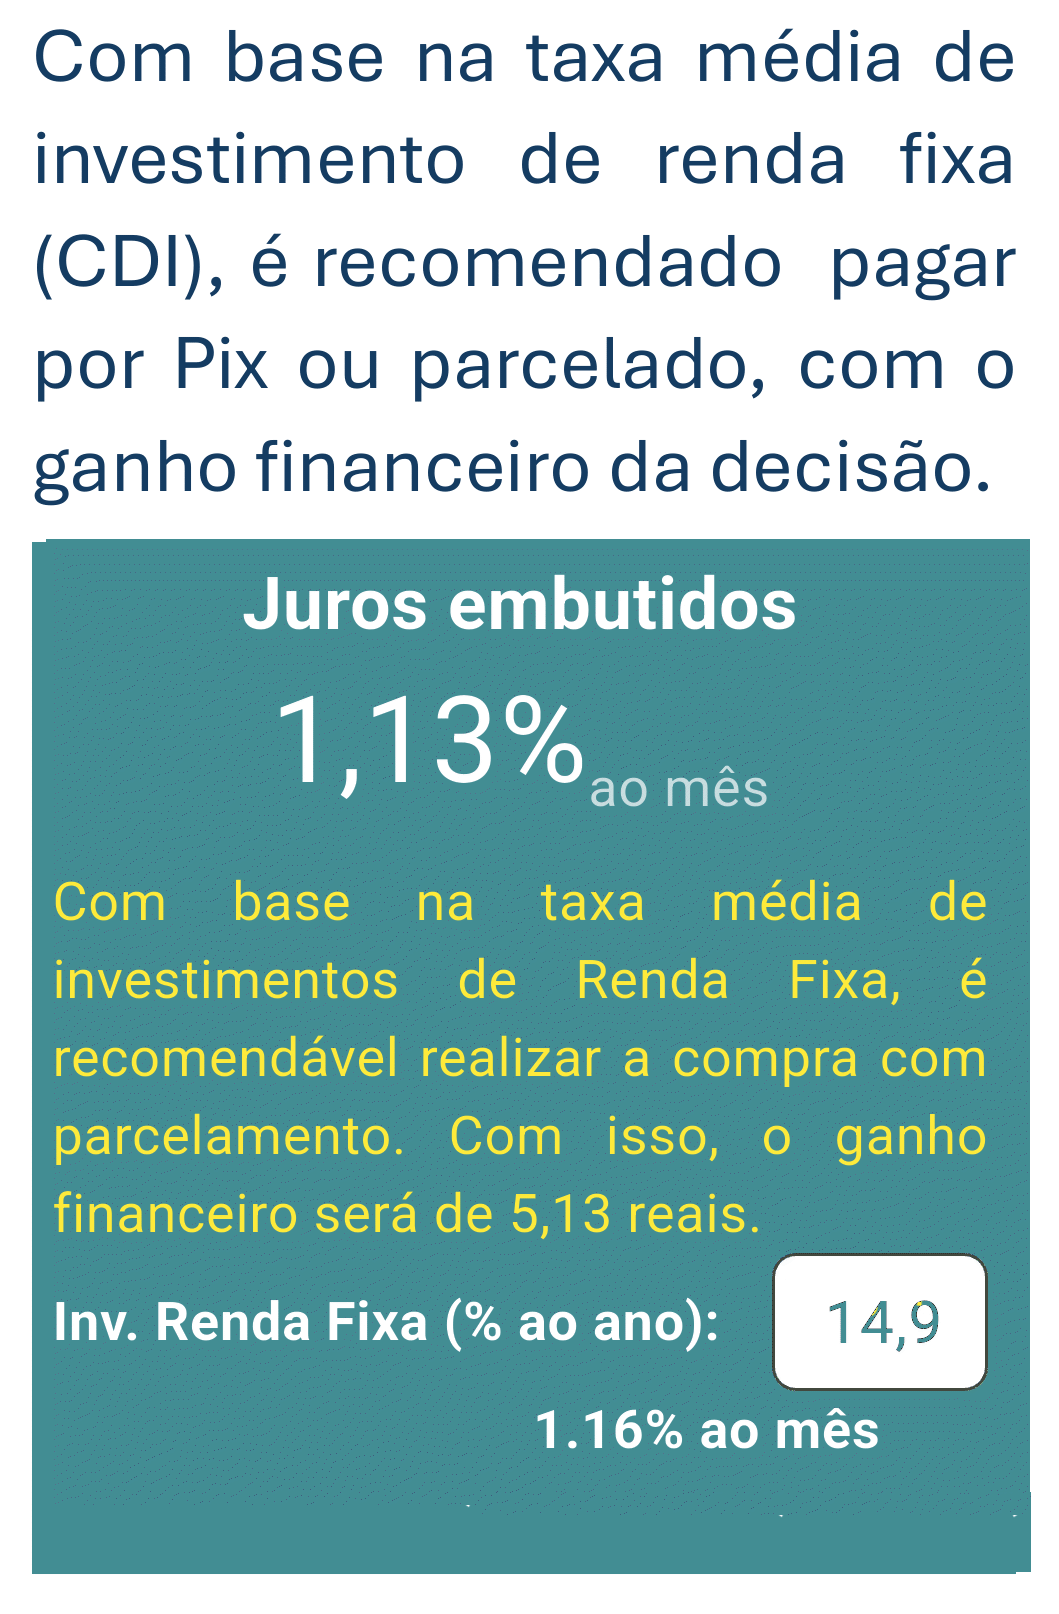 Com base na taxa média de
investimento de renda fixa
(CDI), é recomendado pagar
por Pix ou parcelado, com o
ganho financeiro da decisão.
Juros embutidos
1,13% ao mês
Com base na taxa média de
investimentos de Renda Fixa, é
recomendável realizar a compra com
parcelamento. Com isso, o ganho
financeiro será de 5,13 reais.
Inv. Renda Fixa (% ao ano): 14,9
1.16% ao mês